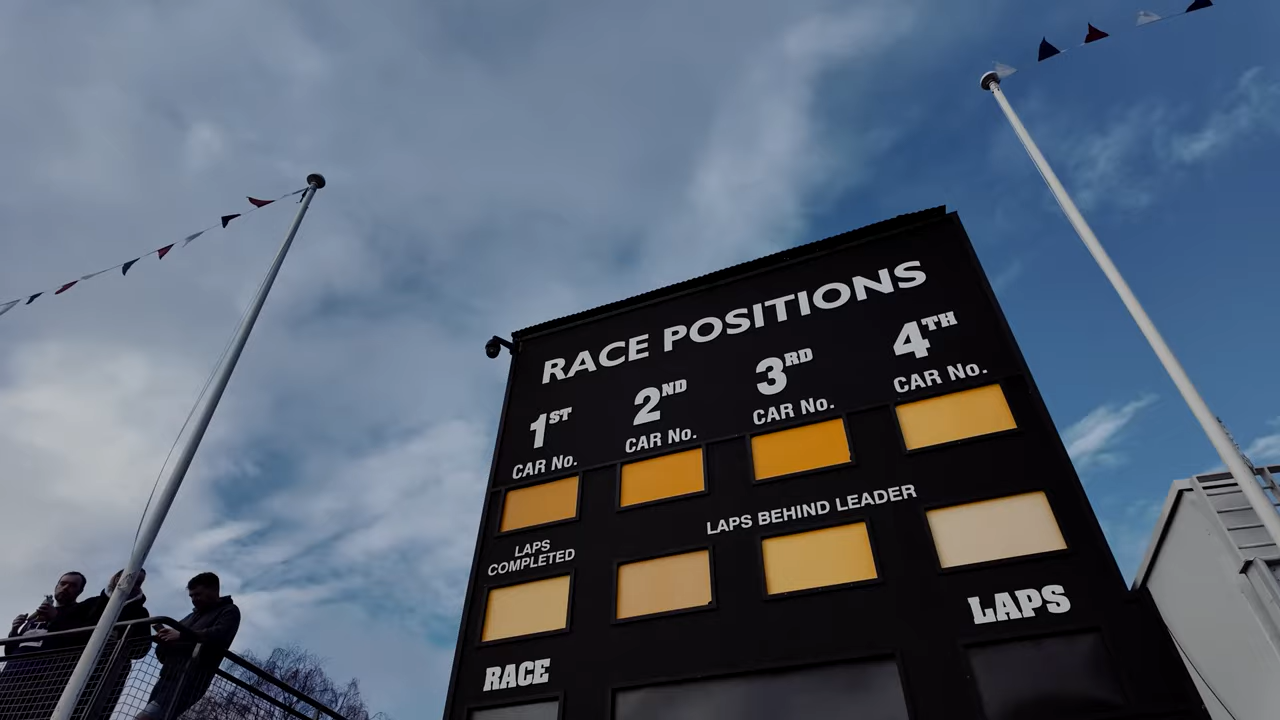 RACE POSITIONS
1ST 2ND 3RD 4TH
CAR No. CAR No. CAR No. CAR No.
LAPS COMPLETED
LAPS BEHIND LEADER
RACE
LAPS